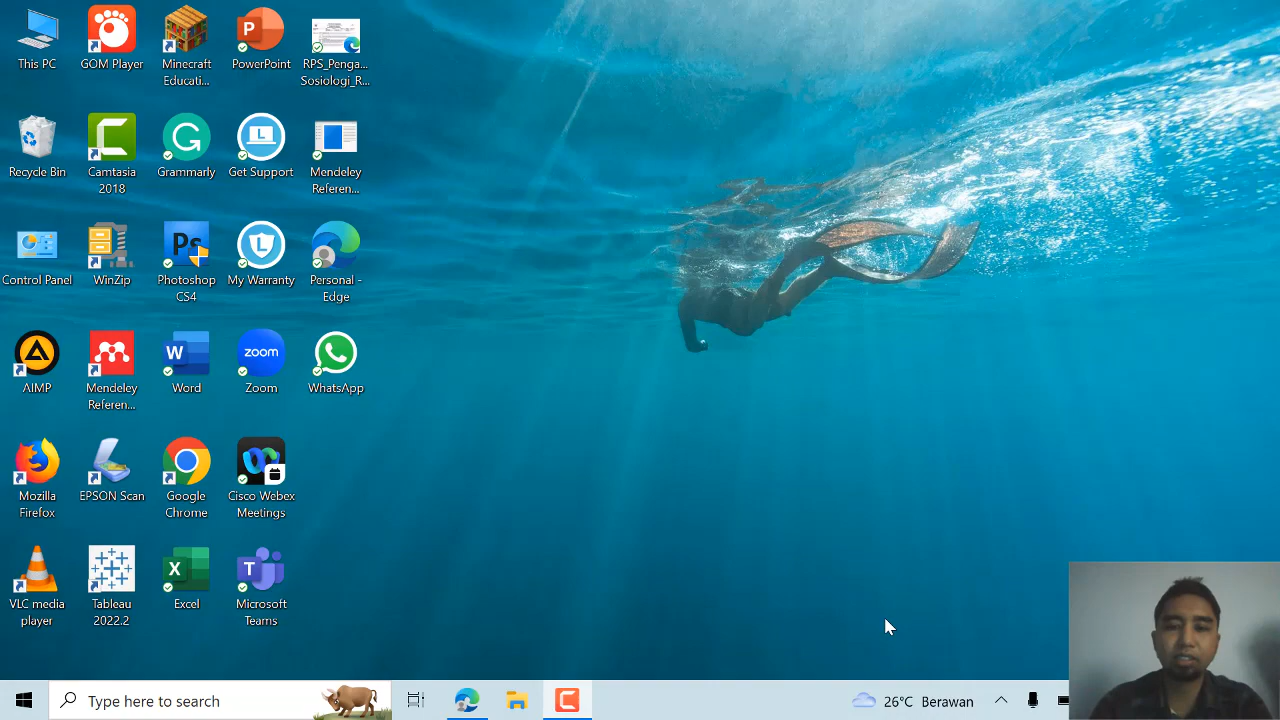 This PC
GOM Player
Minecraft
Educati...
PowerPoint
RPS_Penga...
Sosiologi_R...
Recycle Bin
Camtasia
2018
Grammarly
Get Support
Mendeley
Referen...
Control Panel
WinZip
Photoshop
CS4
My Warranty
Personal -
Edge
AIMP
Mendeley
Referen...
Word
Zoom
WhatsApp
Mozilla
Firefox
EPSON Scan
Google
Chrome
Cisco Webex
Meetings
VLC media
player
Tableau
2022.2
Excel
Microsoft
Teams
Type here to search
26°C Berawan